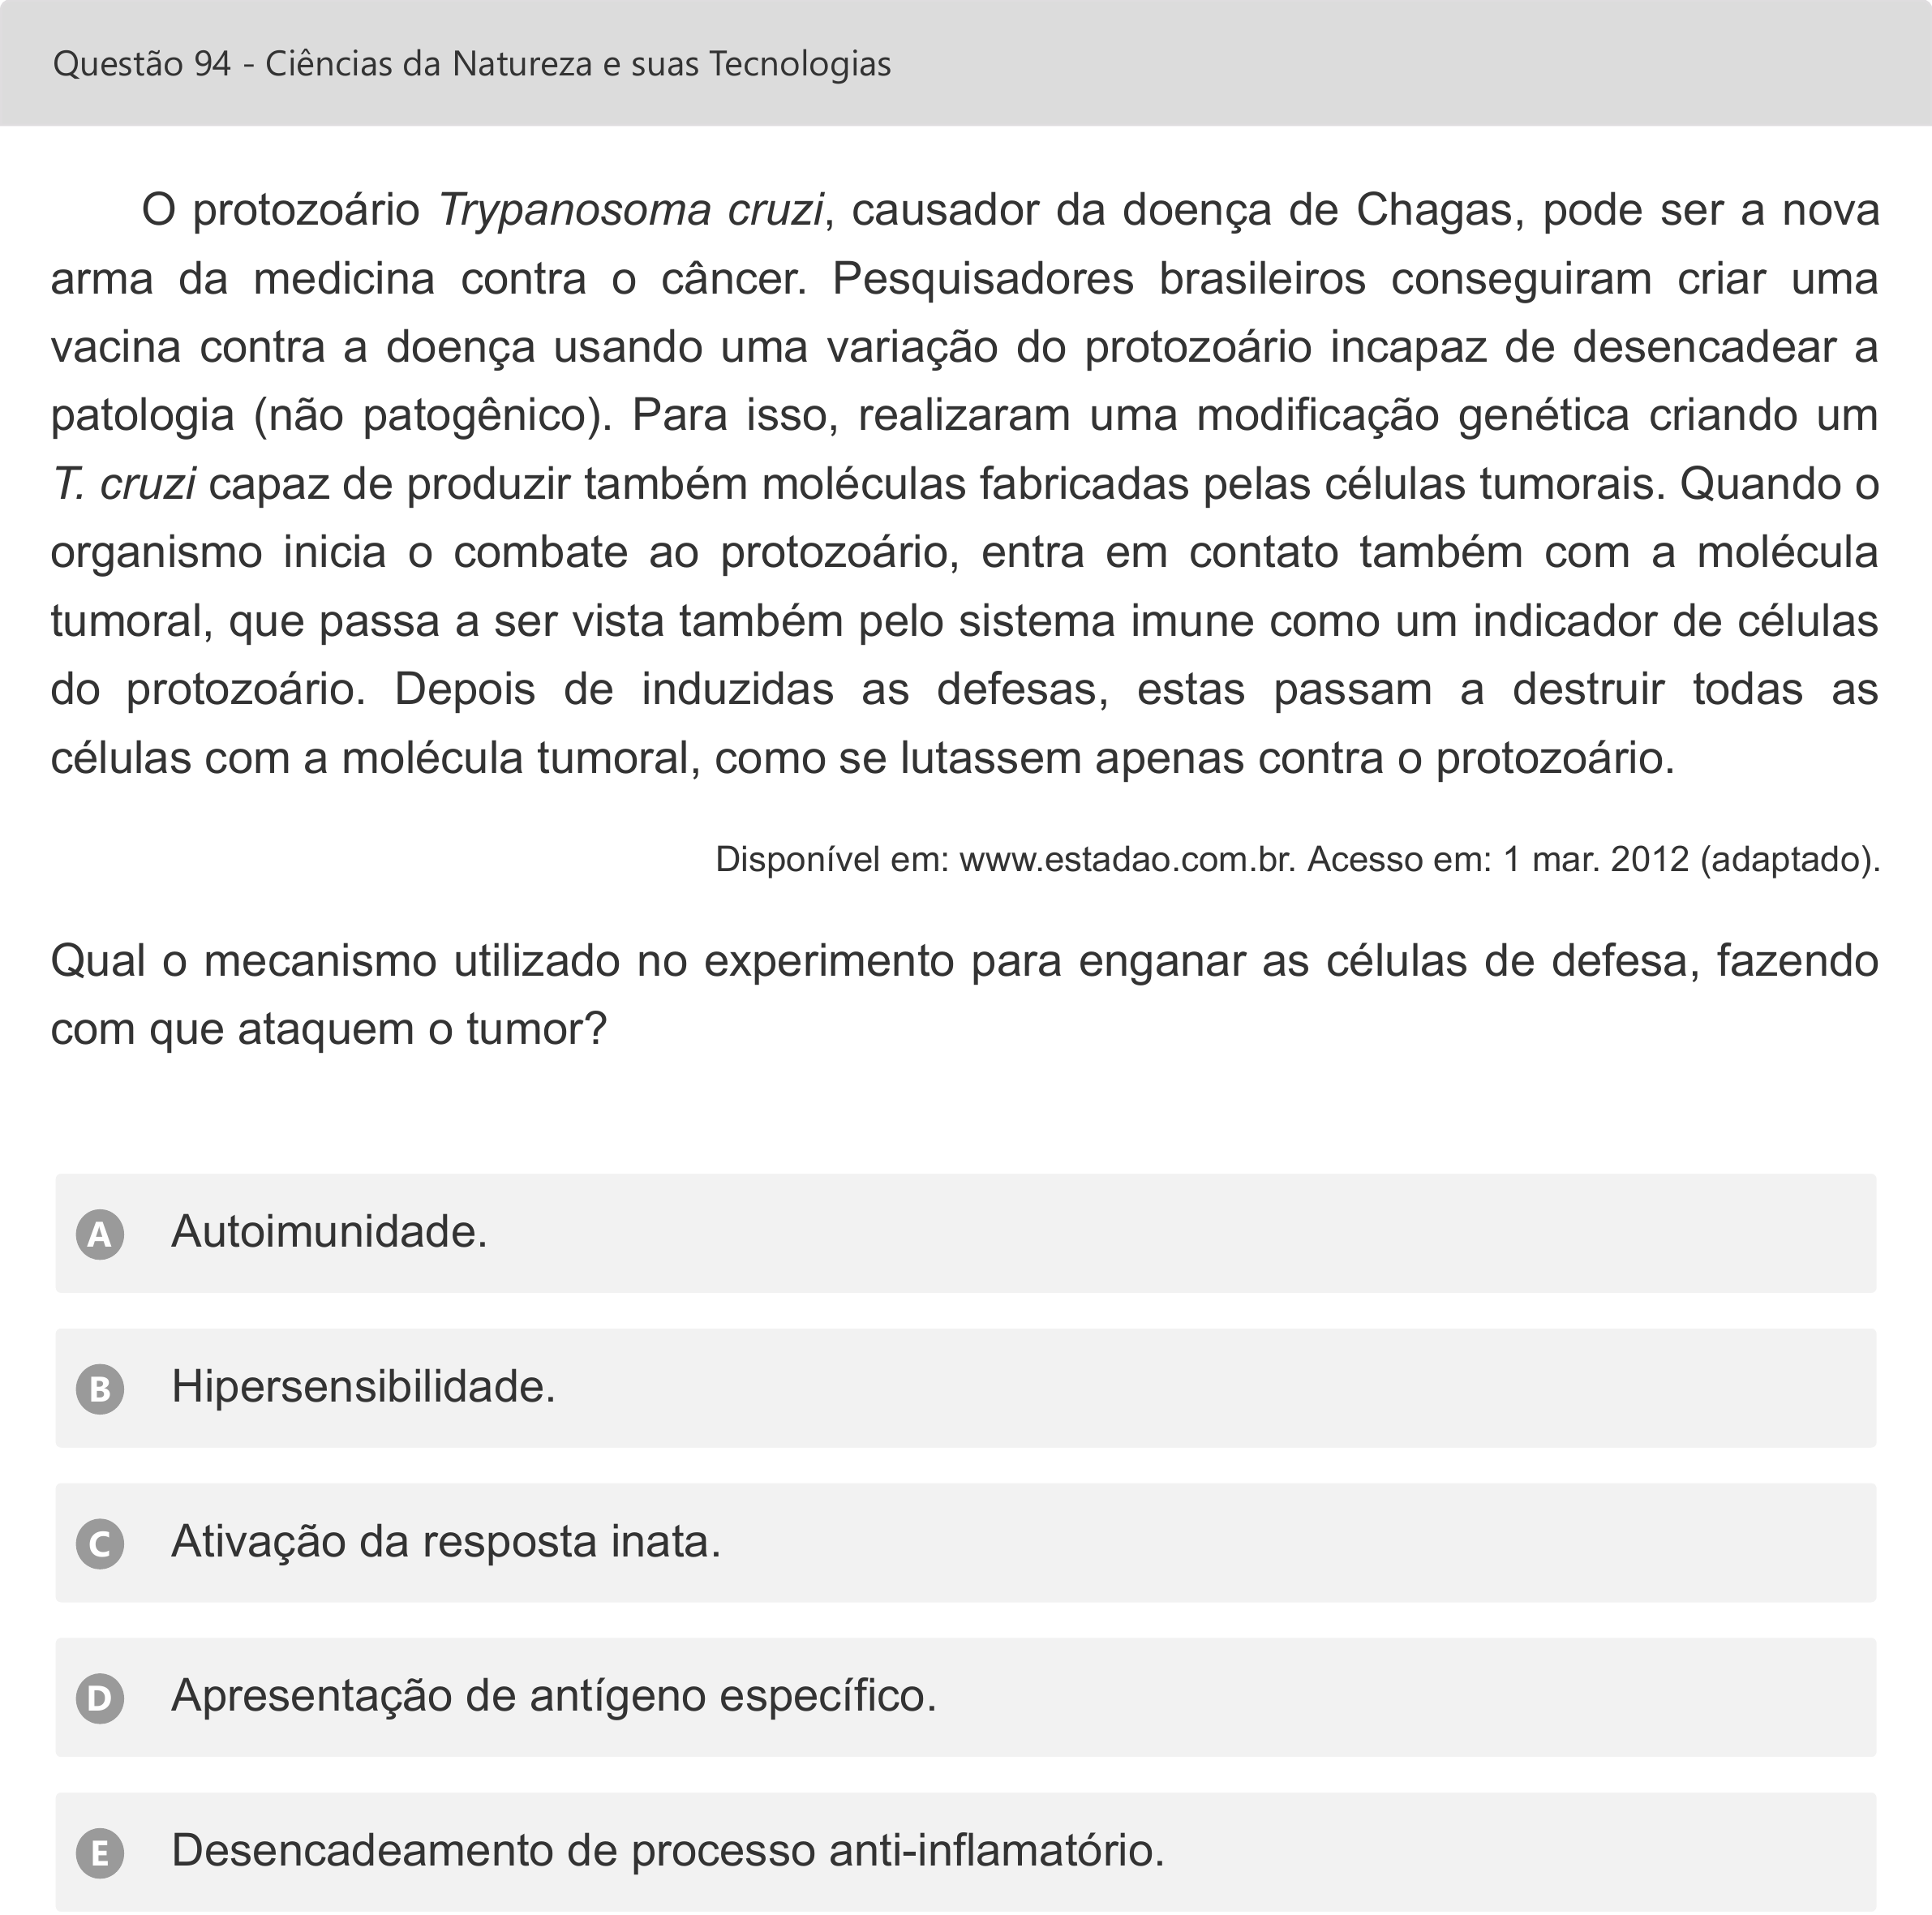 Questão 94 - Ciências da Natureza e suas Tecnologias
O protozoário Trypanosoma cruzi, causador da doença de Chagas, pode ser a nova
arma da medicina contra o câncer. Pesquisadores brasileiros conseguiram criar uma
vacina contra a doença usando uma variação do protozoário incapaz de desencadear a
patologia (não patogênico). Para isso, realizaram uma modificação genética criando um
T. cruzi capaz de produzir também moléculas fabricadas pelas células tumorais. Quando o
organismo inicia o combate ao protozoário, entra em contato também com a molécula
tumoral, que passa a ser vista também pelo sistema imune como um indicador de células
do protozoário. Depois de induzidas as defesas, estas passam a destruir todas as
células com a molécula tumoral, como se lutassem apenas contra o protozoário.
Disponível em: www.estadao.com.br. Acesso em: 1 mar. 2012 (adaptado).
Qual o mecanismo utilizado no experimento para enganar as células de defesa, fazendo
com que ataquem o tumor?
A Autoimunidade.
B Hipersensibilidade.
C Ativação da resposta inata.
D Apresentação de antígeno específico.
E Desencadeamento de processo anti-inflamatório.